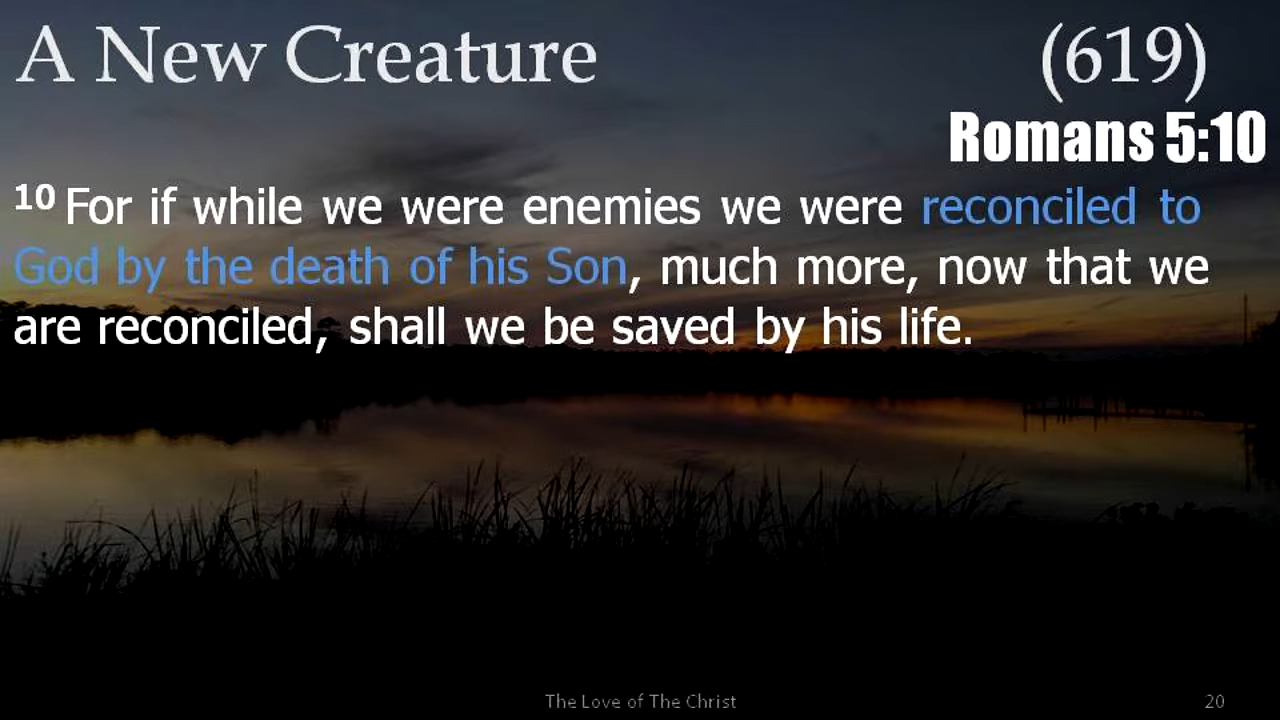 A New Creature (619)
Romans 5:10
10 For if while we were enemies we were reconciled to
God by the death of his Son, much more, now that we
are reconciled, shall we be saved by his life.
The Love of The Christ 20